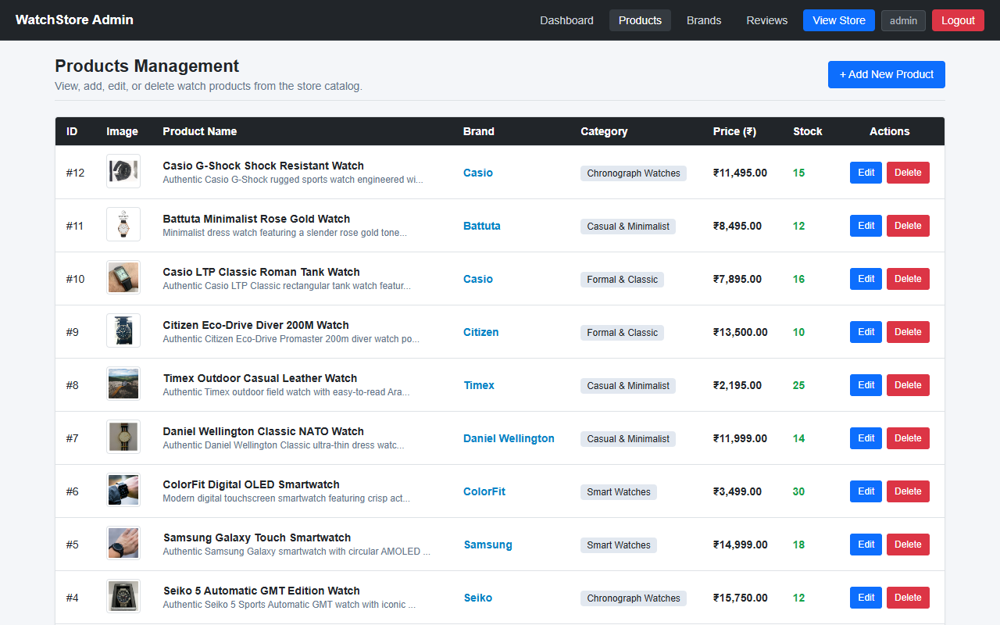 WatchStore Admin
Dashboard
Products
Brands
Reviews
View Store
admin
Logout
Products Management
View, add, edit, or delete watch products from the store catalog.
+ Add New Product
ID Image Product Name Brand Category Price (₹) Stock Actions
#12 Casio G-Shock Shock Resistant Watch Casio Chronograph Watches ₹11,495.00 15 Edit Delete
Authentic Casio G-Shock rugged sports watch engineered wi...
#11 Battuta Minimalist Rose Gold Watch Battuta Casual & Minimalist ₹8,495.00 12 Edit Delete
Minimalist dress watch featuring a slender rose gold tone...
#10 Casio LTP Classic Roman Tank Watch Casio Formal & Classic ₹7,895.00 16 Edit Delete
Authentic Casio LTP Classic rectangular tank watch featur...
#9 Citizen Eco-Drive Diver 200M Watch Citizen Formal & Classic ₹13,500.00 10 Edit Delete
Authentic Citizen Eco-Drive Promaster 200m diver watch po...
#8 Timex Outdoor Casual Leather Watch Timex Casual & Minimalist ₹2,195.00 25 Edit Delete
Authentic Timex outdoor field watch with easy-to-read Ara...
#7 Daniel Wellington Classic NATO Watch Daniel Wellington Casual & Minimalist ₹11,999.00 14 Edit Delete
Authentic Daniel Wellington Classic ultra-thin dress watc...
#6 ColorFit Digital OLED Smartwatch ColorFit Smart Watches ₹3,499.00 30 Edit Delete
Modern digital touchscreen smartwatch featuring crisp act...
#5 Samsung Galaxy Touch Smartwatch Samsung Smart Watches ₹14,999.00 18 Edit Delete
Authentic Samsung Galaxy smartwatch with circular AMOLED ...
#4 Seiko 5 Automatic GMT Edition Watch Seiko Chronograph Watches ₹15,750.00 12 Edit Delete
Authentic Seiko 5 Sports Automatic GMT watch with iconic ...